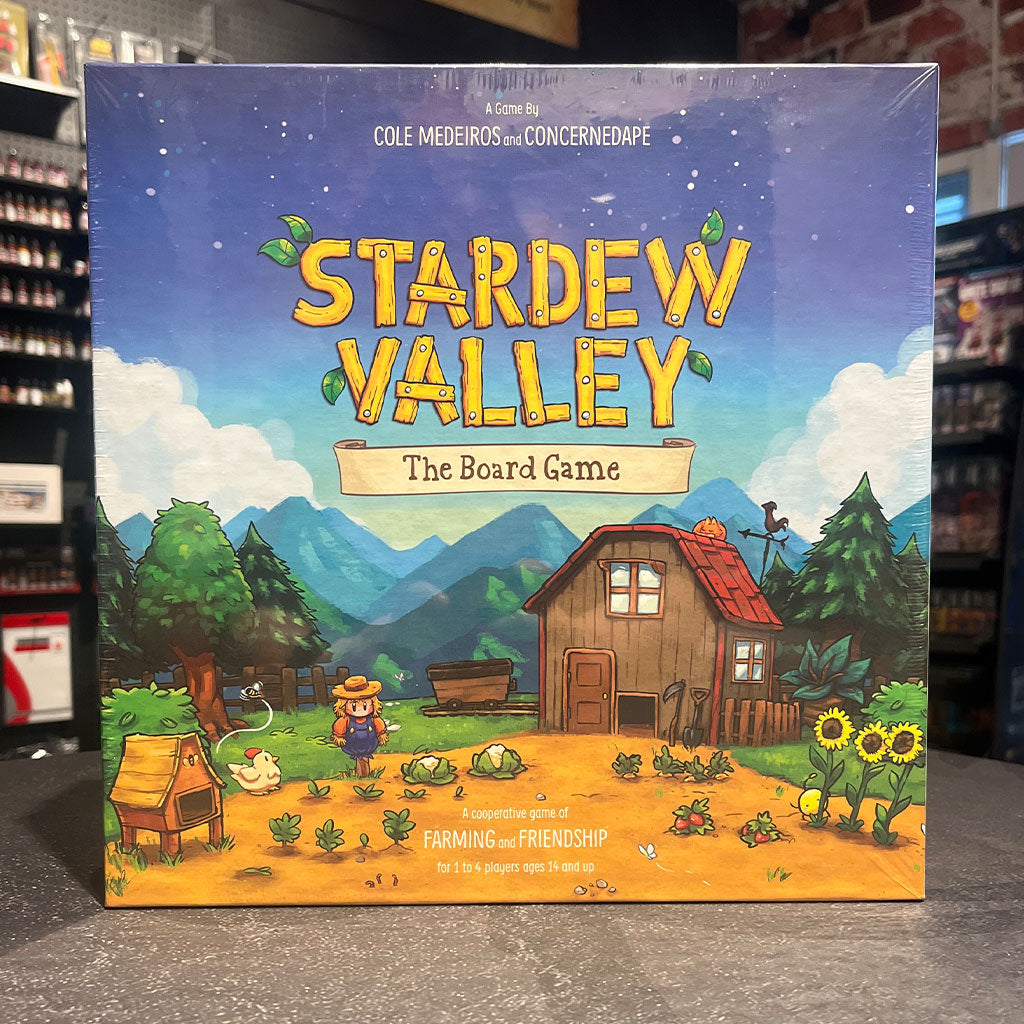 A Game By
COLE MEDEIROS and CONCERNEDAPE
STARDEW
VALLEY
The Board Game
A cooperative game of
FARMING and FRIENDSHIP
for 1 to 4 players ages 14 and up